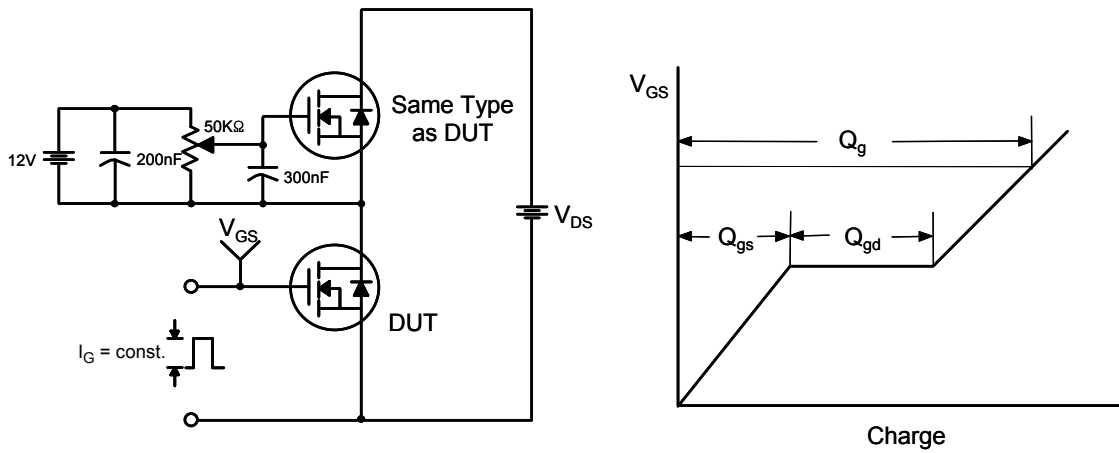 12V
200nF
50KΩ
300nF
Same Type
as DUT
V_DS
V_GS
DUT
I_G = const.
V_GS
Q_g
Q_gs
Q_gd
Charge